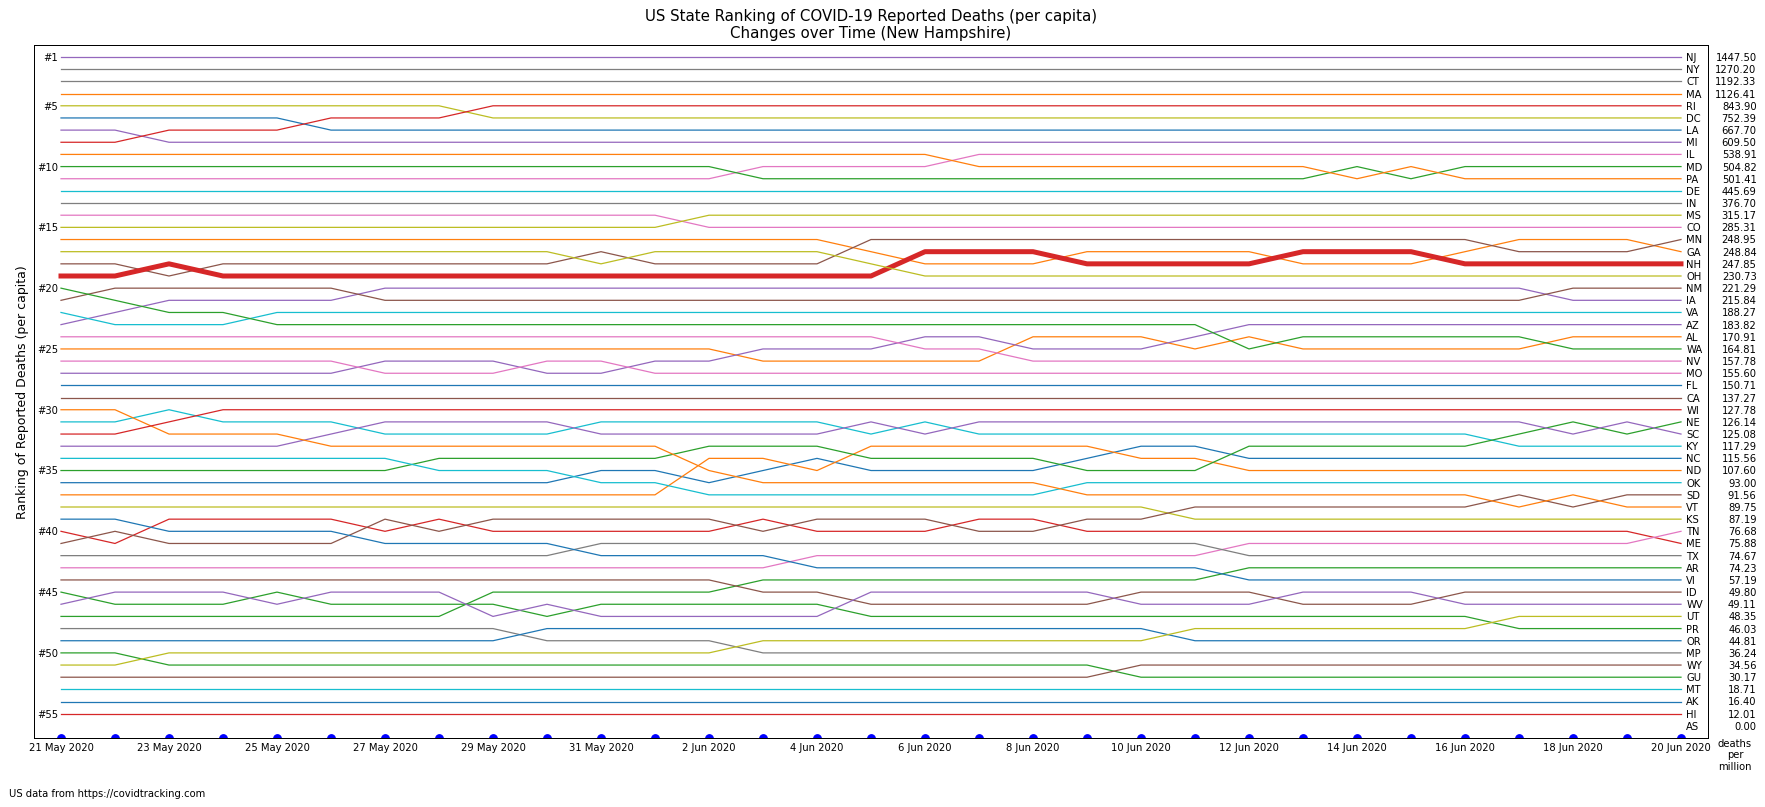 US State Ranking of COVID-19 Reported Deaths (per capita)
Changes over Time (New Hampshire)
Ranking of Reported Deaths (per capita)
#1
#5
#10
#15
#20
#25
#30
#35
#40
#45
#50
#55
NJ 1447.50
NY 1270.20
CT 1192.33
MA 1126.41
RI 843.90
DC 752.39
LA 667.70
MI 609.50
IL 538.91
MD 504.82
PA 501.41
DE 445.69
IN 376.70
MS 315.17
CO 285.31
MN 248.95
GA 248.84
NH 247.85
OH 230.73
NM 221.29
IA 215.84
VA 188.27
AZ 183.82
AL 170.91
WA 164.81
NV 157.78
MO 155.60
FL 150.71
CA 137.27
WI 127.78
NE 126.14
SC 125.08
KY 117.29
NC 115.56
ND 107.60
OK 93.00
SD 91.56
VT 89.75
KS 87.19
TN 76.68
ME 75.88
TX 74.67
AR 74.23
VI 57.19
ID 49.80
WV 49.11
UT 48.35
PR 46.03
OR 44.81
MP 36.24
WY 34.56
GU 30.17
MT 18.71
AK 16.40
HI 12.01
AS 0.00
21 May 2020 23 May 2020 25 May 2020 27 May 2020 29 May 2020 31 May 2020 2 Jun 2020 4 Jun 2020 6 Jun 2020 8 Jun 2020 10 Jun 2020 12 Jun 2020 14 Jun 2020 16 Jun 2020 18 Jun 2020 20 Jun 2020
deaths
per
million
US data from https://covidtracking.com